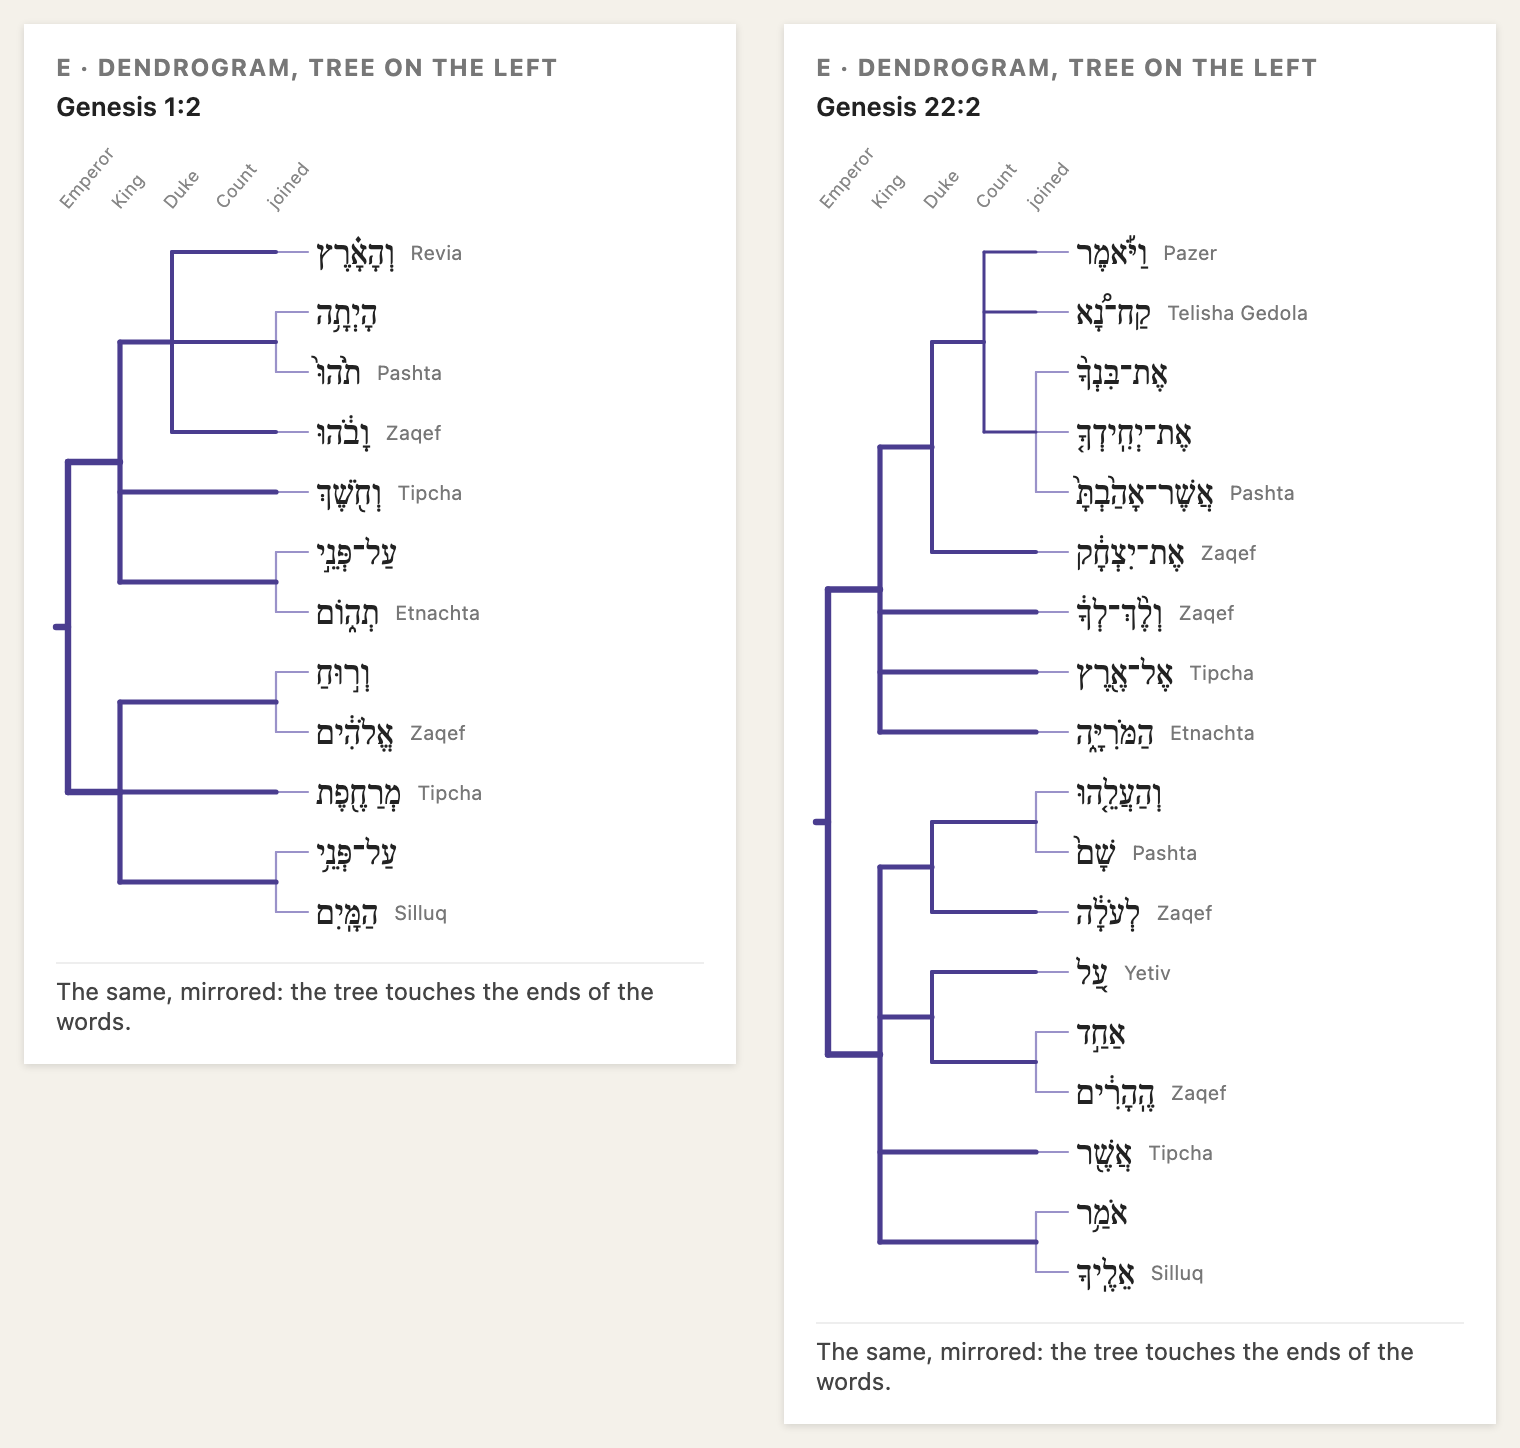 E · DENDROGRAM, TREE ON THE LEFT
Genesis 1:2
Emperor King Duke Count joined
וְהָאָ֗רֶץ Revia
הָיְתָ֥ה
תֹ֙הוּ֙ Pashta
וָבֹ֔הוּ Zaqef
וְחֹ֖שֶׁךְ Tipcha
עַל־פְּנֵ֣י
תְה֑וֹם Etnachta
וְר֣וּחַ
אֱלֹהִ֔ים Zaqef
מְרַחֶ֖פֶת Tipcha
עַל־פְּנֵ֥י
הַמָּֽיִם Silluq
The same, mirrored: the tree touches the ends of the
words.
E · DENDROGRAM, TREE ON THE LEFT
Genesis 22:2
Emperor King Duke Count joined
וַיֹּ֡אמֶר Pazer
קַח־נָ֠א Telisha Gedola
אֶת־בִּנְךָ֨
אֶת־יְחִֽידְךָ֤
אֲשֶׁר־אָהַ֙בְתָּ֙ Pashta
אֶת־יִצְחָ֔ק Zaqef
וְלֶ֨ךְ־לְךָ֔ Zaqef
אֶל־אֶ֖רֶץ Tipcha
הַמֹּרִיָּ֑ה Etnachta
וְהַעֲלֵ֤הוּ
שָׁם֙ Pashta
לְעֹלָ֔ה Zaqef
עַ֚ל Yetiv
אַחַ֣ד
הֶֽהָרִ֔ים Zaqef
אֲשֶׁ֖ר Tipcha
אֹמַ֥ר
אֵלֶֽיךָ Silluq
The same, mirrored: the tree touches the ends of the
words.